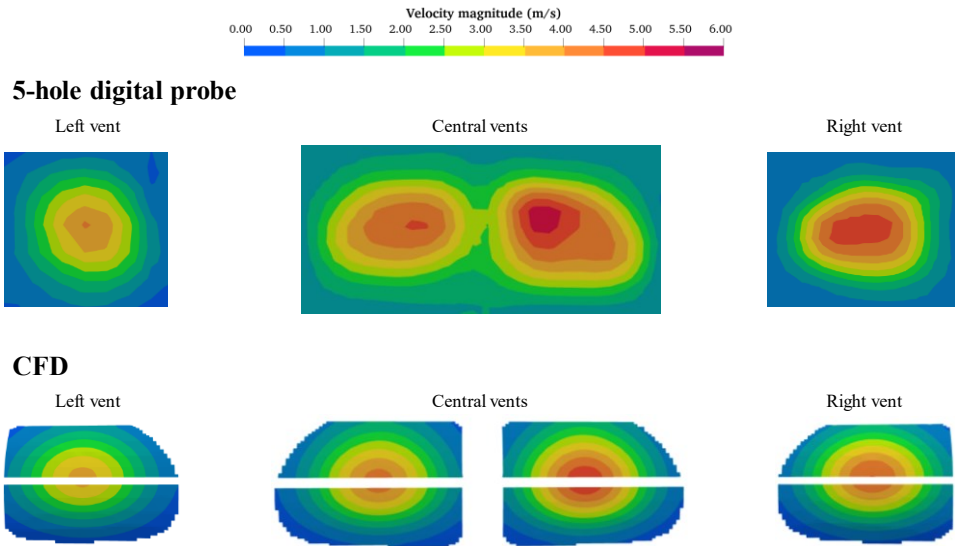 Velocity magnitude (m/s)
0.00 0.50 1.00 1.50 2.00 2.50 3.00 3.50 4.00 4.50 5.00 5.50 6.00
5-hole digital probe
Left vent Central vents Right vent
CFD
Left vent Central vents Right vent